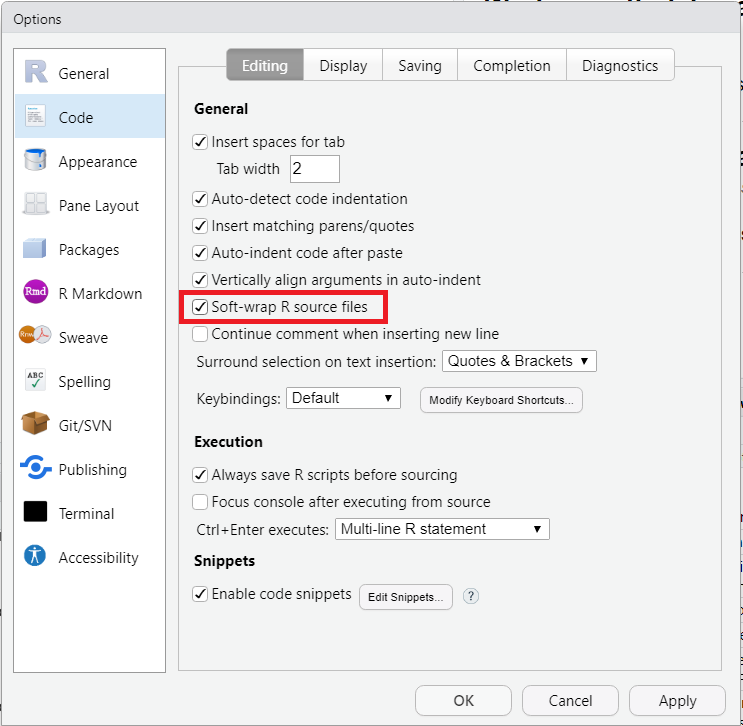 Options
General
Code
Appearance
Pane Layout
Packages
Rmd R Markdown
Rnw Sweave
ABC Spelling
Git/SVN
Publishing
Terminal
Accessibility
Editing Display Saving Completion Diagnostics
General
Insert spaces for tab
Tab width 2
Auto-detect code indentation
Insert matching parens/quotes
Auto-indent code after paste
Vertically align arguments in auto-indent
Soft-wrap R source files
Continue comment when inserting new line
Surround selection on text insertion: Quotes & Brackets
Keybindings: Default Modify Keyboard Shortcuts...
Execution
Always save R scripts before sourcing
Focus console after executing from source
Ctrl+Enter executes: Multi-line R statement
Snippets
Enable code snippets Edit Snippets... ?
OK Cancel Apply